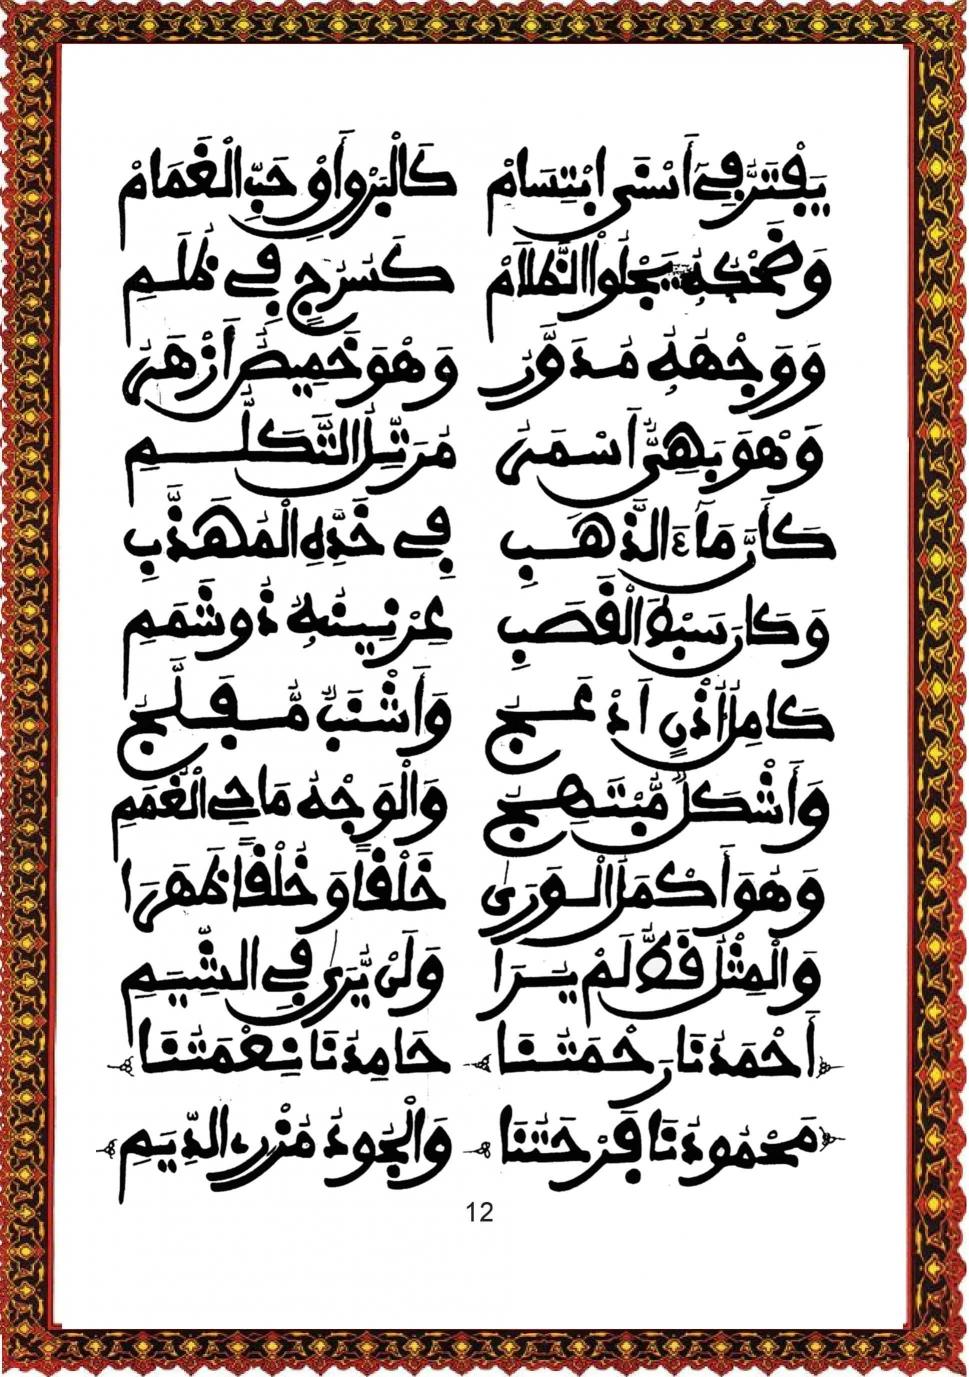 يَفْتَرُّ فِي أَسْنَى ابْتِسَامْ كَالْبَرْقِ أَوْ حَبِّ الْغَمَامْ
وَضَحْكُهُ يَجْلُوا الظَّلَامْ كَسُرُجٍ فِي ظُلَمِ
وَوَجْهُهُ مُدَوَّرُ وَهْوَ خَمِيصٌ أَزْهَرُ
وَهْوَ بَهِيٌّ أَسْمَرُ مُرَتِّلُ التَّكَلُّمِ
كَأَنَّ مَاءَ الذَّهَبِ فِي خَدِّهِ الْمُهَذَّبِ
وَكَانَ سَبْطَ الْقَصَبِ عِرْنِينُهُ ذُو شَمَمِ
كَامِلُ أُذْنٍ أَدْعَجُ وَأَشْنَبٌ مُفَلَّجُ
وَأَشْكَلٌ مُبْتَهِجُ وَالْوَجْهُ مَاحِي الْغُمَمِ
وَهُوَ أَكْمَلُ الْوَرَى خَلْقًا وَخُلْقًا ظَهَرَا
وَالْمِثْلُ قَلَّا لَمْ يُرَا وَلَنْ يُرَى فِي الشِّيَمِ
أَحْمَدُنَا رَحْمَتُنَا حَامِدُنَا نِعْمَتُنَا
مَحْمُودُنَا فَرْحَتُنَا وَالْجُودُ مُزْنُ الدِّيَمِ
12